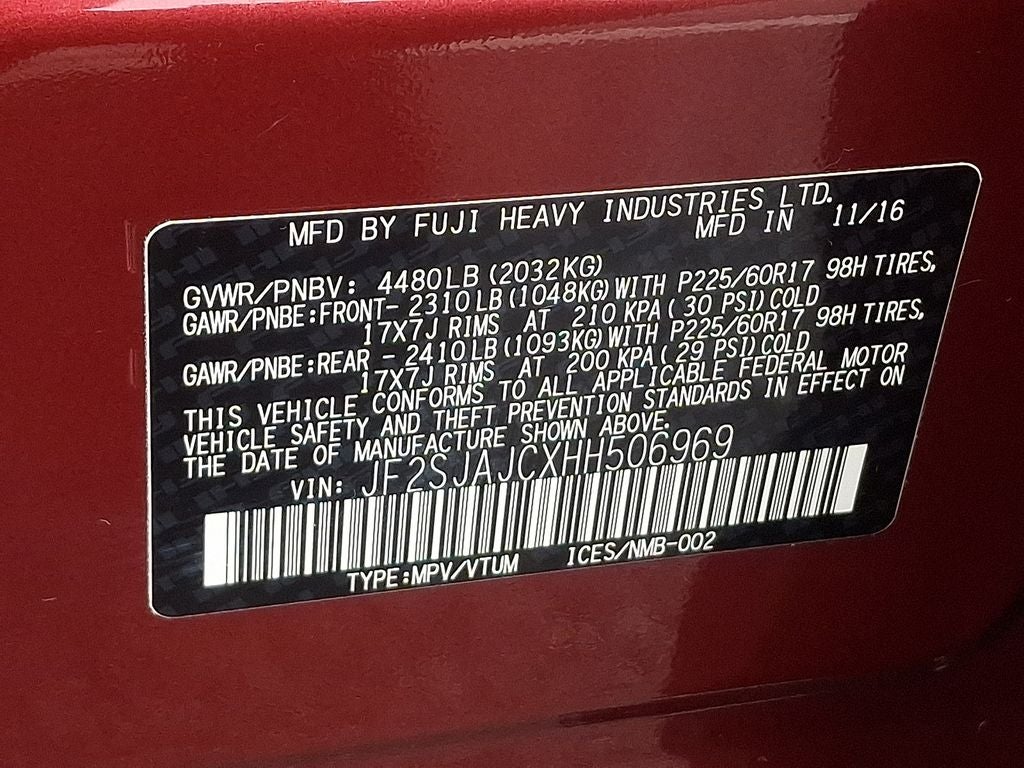 MFD BY FUJI HEAVY INDUSTRIES LTD.
MFD IN 11/16
GVWR/PNBV: 4480LB (2032KG)
GAWR/PNBE:FRONT- 2310LB (1048KG) WITH P225/60R17 98H TIRES,
17X7J RIMS AT 210 KPA ( 30 PSI) COLD
GAWR/PNBE:REAR - 2410LB (1093KG) WITH P225/60R17 98H TIRES,
17X7J RIMS AT 200 KPA ( 29 PSI) COLD
THIS VEHICLE CONFORMS TO ALL APPLICABLE FEDERAL MOTOR
VEHICLE SAFETY AND THEFT PREVENTION STANDARDS IN EFFECT ON
THE DATE OF MANUFACTURE SHOWN ABOVE.
VIN: JF2SJAJCXHH506969
TYPE:MPV/VTUM ICES/NMB-002